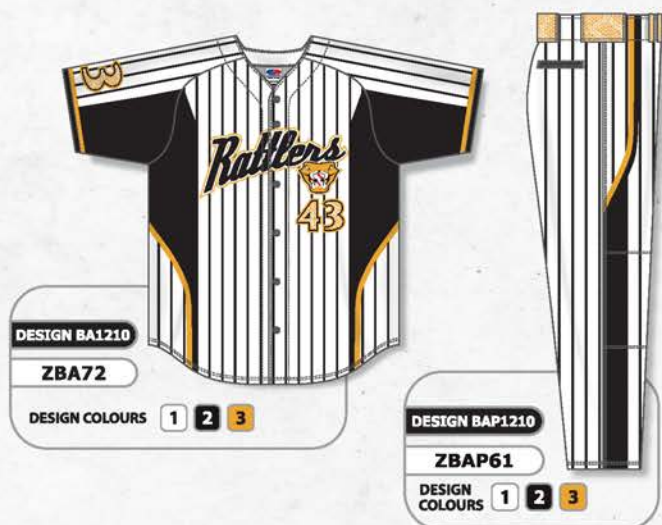 Rattlers
43
3
DESIGN BA1210
ZBA72
DESIGN COLOURS 1 2 3
DESIGN BAP1210
ZBAP61
DESIGN
COLOURS 1 2 3